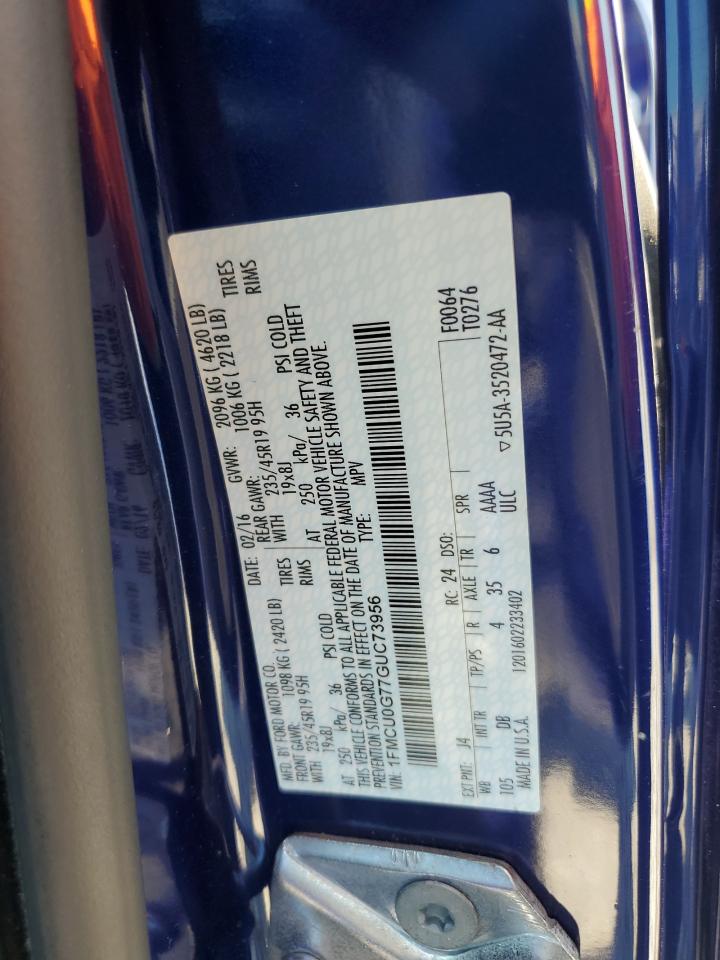 MFD. BY FORD MOTOR CO. DATE: 02/16 GVWR: 2096 KG ( 4620 LB)
FRONT GAWR: 1098 KG ( 2420 LB) REAR GAWR: 1006 KG ( 2218 LB)
WITH 235/45R19 95H TIRES WITH 235/45R19 95H TIRES
19x8J RIMS 19x8J RIMS
AT 250 kPa/ 36 PSI COLD AT 250 kPa/ 36 PSI COLD
THIS VEHICLE CONFORMS TO ALL APPLICABLE FEDERAL MOTOR VEHICLE SAFETY AND THEFT
PREVENTION STANDARDS IN EFFECT ON THE DATE OF MANUFACTURE SHOWN ABOVE.
VIN: 1FMCU0G77GUC73956 TYPE: MPV
F0064
T0276
EXT PNT: J4 RC: 24 DSO:
WB INT TR TP/PS R AXLE TR SPR
105 DB 4 35 6 AAAA
ULC
MADE IN U.S.A. 1201602233402
▽5U5A-3520472-AA